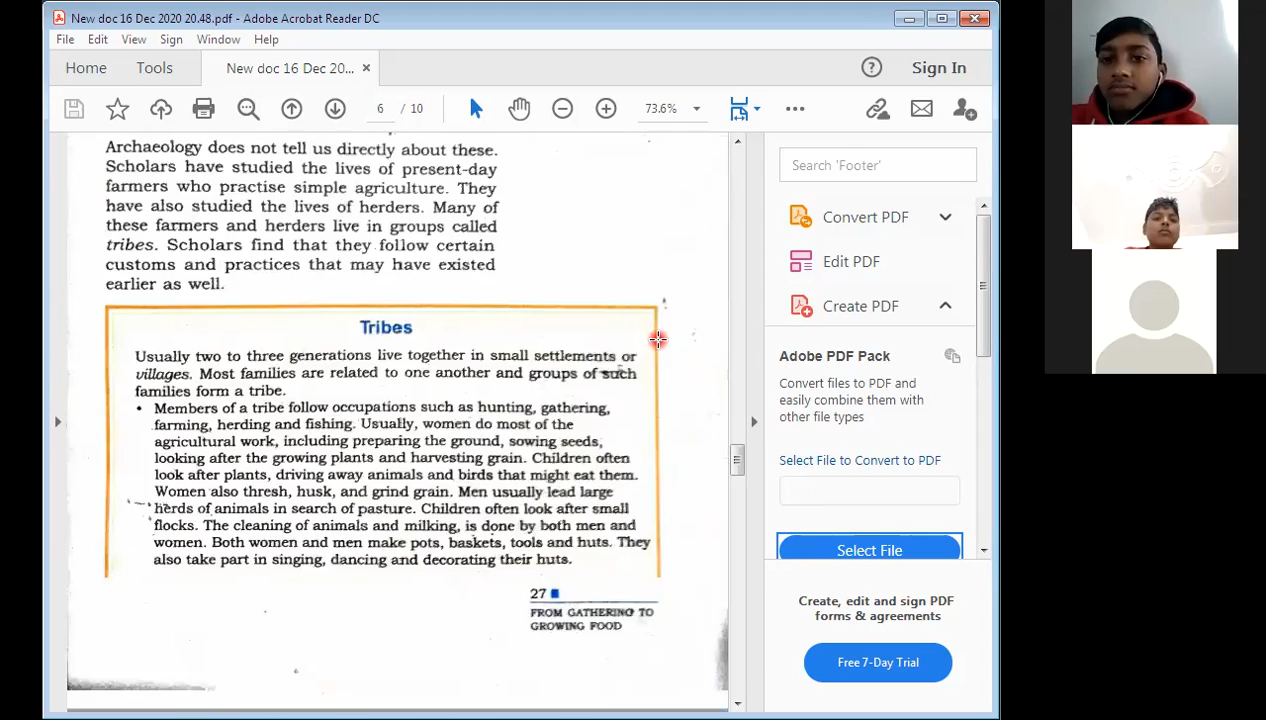 New doc 16 Dec 2020 20.48.pdf - Adobe Acrobat Reader DC
File Edit View Sign Window Help
Home Tools New doc 16 Dec 20... × Sign In
6 / 10 73.6%
Archaeology does not tell us directly about these.
Scholars have studied the lives of present-day
farmers who practise simple agriculture. They
have also studied the lives of herders. Many of
these farmers and herders live in groups called
tribes. Scholars find that they follow certain
customs and practices that may have existed
earlier as well.
Tribes
Usually two to three generations live together in small settlements or
villages. Most families are related to one another and groups of such
families form a tribe.
• Members of a tribe follow occupations such as hunting, gathering,
farming, herding and fishing. Usually, women do most of the
agricultural work, including preparing the ground, sowing seeds,
looking after the growing plants and harvesting grain. Children often
look after plants, driving away animals and birds that might eat them.
Women also thresh, husk, and grind grain. Men usually lead large
herds of animals in search of pasture. Children often look after small
flocks. The cleaning of animals and milking, is done by both men and
women. Both women and men make pots, baskets, tools and huts. They
also take part in singing, dancing and decorating their huts.
27
FROM GATHERING TO
GROWING FOOD
Search 'Footer'
Convert PDF
Edit PDF
Create PDF
Adobe PDF Pack
Convert files to PDF and
easily combine them with
other file types
Select File to Convert to PDF
Select File
Create, edit and sign PDF
forms & agreements
Free 7-Day Trial